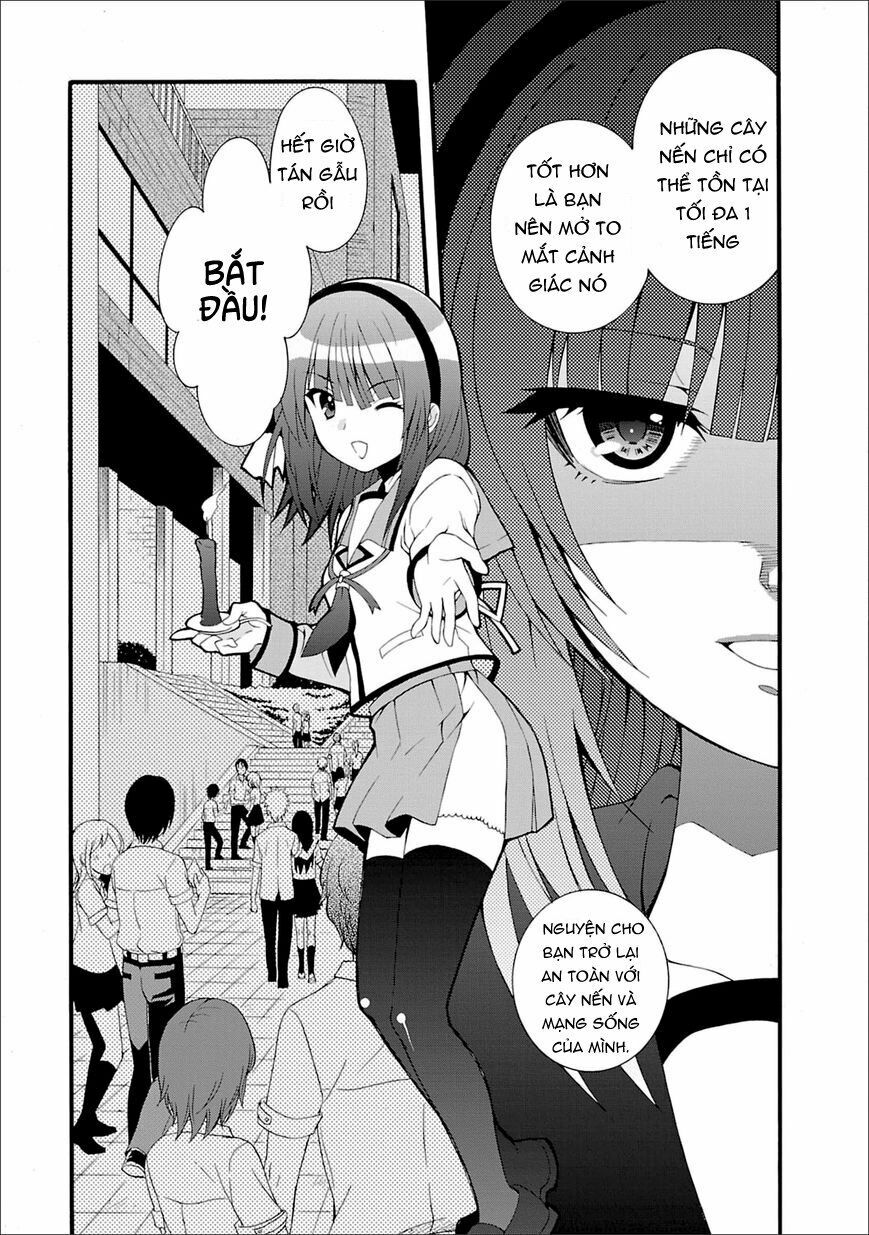 NHỮNG CÂY
NẾN CHỈ CÓ
THỂ TỒN TẠI
TỐI ĐA 1
TIẾNG
TỐT HƠN
LÀ BẠN
NÊN MỞ TO
MẮT CẢNH
GIÁC NÓ
NGUYỆN CHO
BẠN TRỞ LẠI
AN TOÀN VỚI
CÂY NẾN VÀ
MẠNG SỐNG
CỦA MÌNH.
HẾT GIỜ
TÁN GẪU
RỒI
BẮT
ĐẦU!